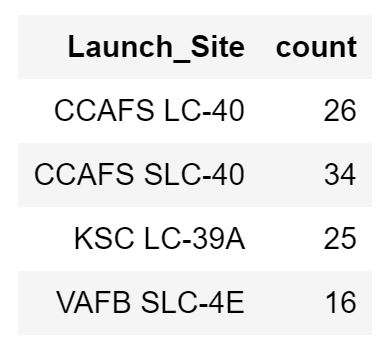 Launch_Site count
CCAFS LC-40 26
CCAFS SLC-40 34
KSC LC-39A 25
VAFB SLC-4E 16